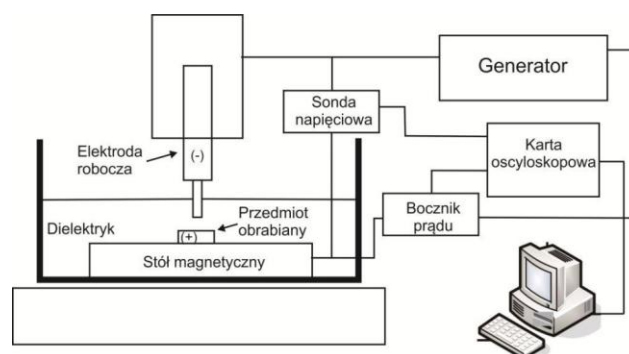 Generator
Sonda
napięciowa
Karta
oscyloskopowa
Elektroda
robocza
(-)
Bocznik
prądu
Przedmiot
obrabiany
Dielektryk
(+)
Stół magnetyczny